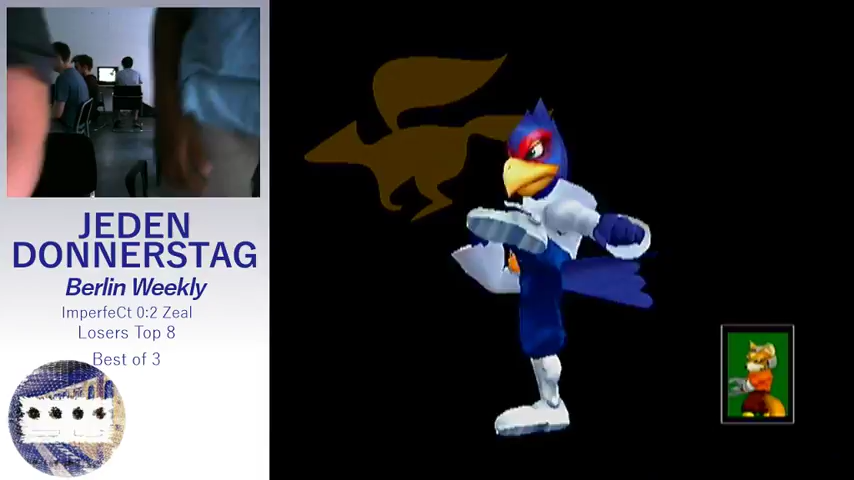 JEDEN
DONNERSTAG
Berlin Weekly
ImperfeCt 0:2 Zeal
Losers Top 8
Best of 3